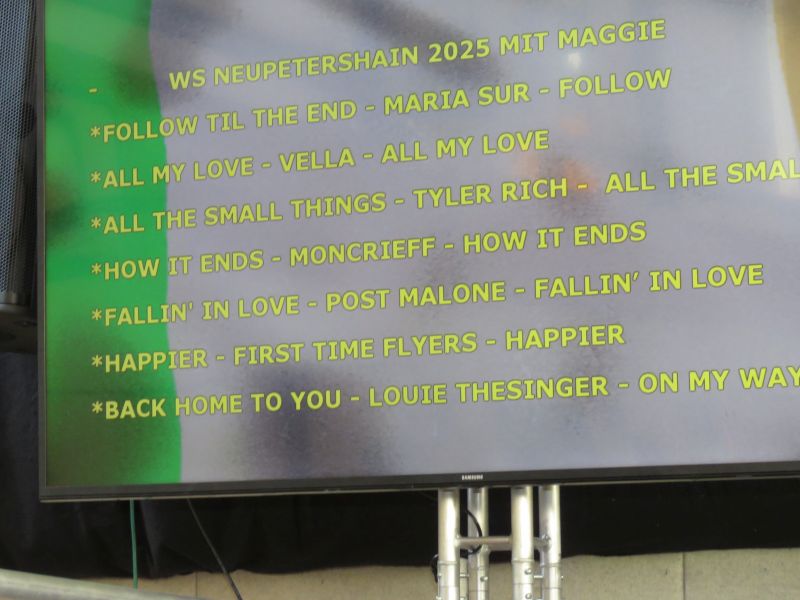 - WS NEUPETERSHAIN 2025 MIT MAGGIE
*FOLLOW TIL THE END - MARIA SUR - FOLLOW
*ALL MY LOVE - VELLA - ALL MY LOVE
*ALL THE SMALL THINGS - TYLER RICH - ALL THE SMAL
*HOW IT ENDS - MONCRIEFF - HOW IT ENDS
*FALLIN' IN LOVE - POST MALONE - FALLIN’ IN LOVE
*HAPPIER - FIRST TIME FLYERS - HAPPIER
*BACK HOME TO YOU - LOUIE THESINGER - ON MY WAY
SAMSUNG